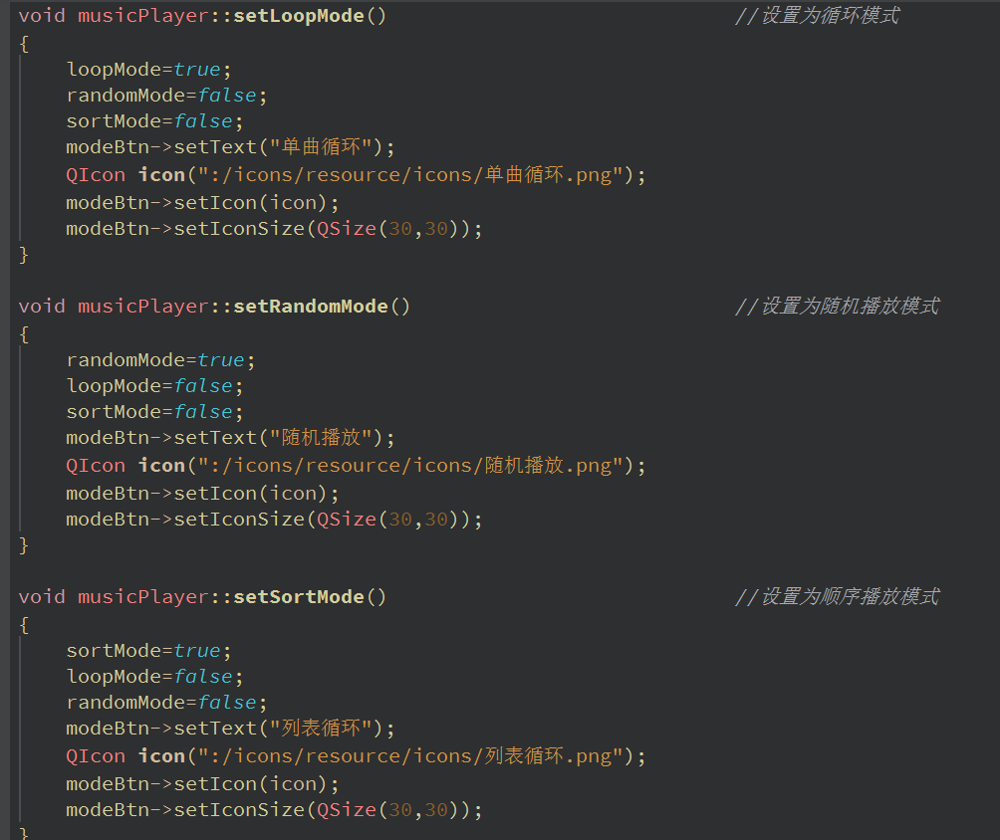 void musicPlayer::setLoopMode() //设置为循环模式
{
    loopMode=true;
    randomMode=false;
    sortMode=false;
    modeBtn->setText("单曲循环");
    QIcon icon(":/icons/resource/icons/单曲循环.png");
    modeBtn->setIcon(icon);
    modeBtn->setIconSize(QSize(30,30));
}

void musicPlayer::setRandomMode() //设置为随机播放模式
{
    randomMode=true;
    loopMode=false;
    sortMode=false;
    modeBtn->setText("随机播放");
    QIcon icon(":/icons/resource/icons/随机播放.png");
    modeBtn->setIcon(icon);
    modeBtn->setIconSize(QSize(30,30));
}

void musicPlayer::setSortMode() //设置为顺序播放模式
{
    sortMode=true;
    loopMode=false;
    randomMode=false;
    modeBtn->setText("列表循环");
    QIcon icon(":/icons/resource/icons/列表循环.png");
    modeBtn->setIcon(icon);
    modeBtn->setIconSize(QSize(30,30));
}